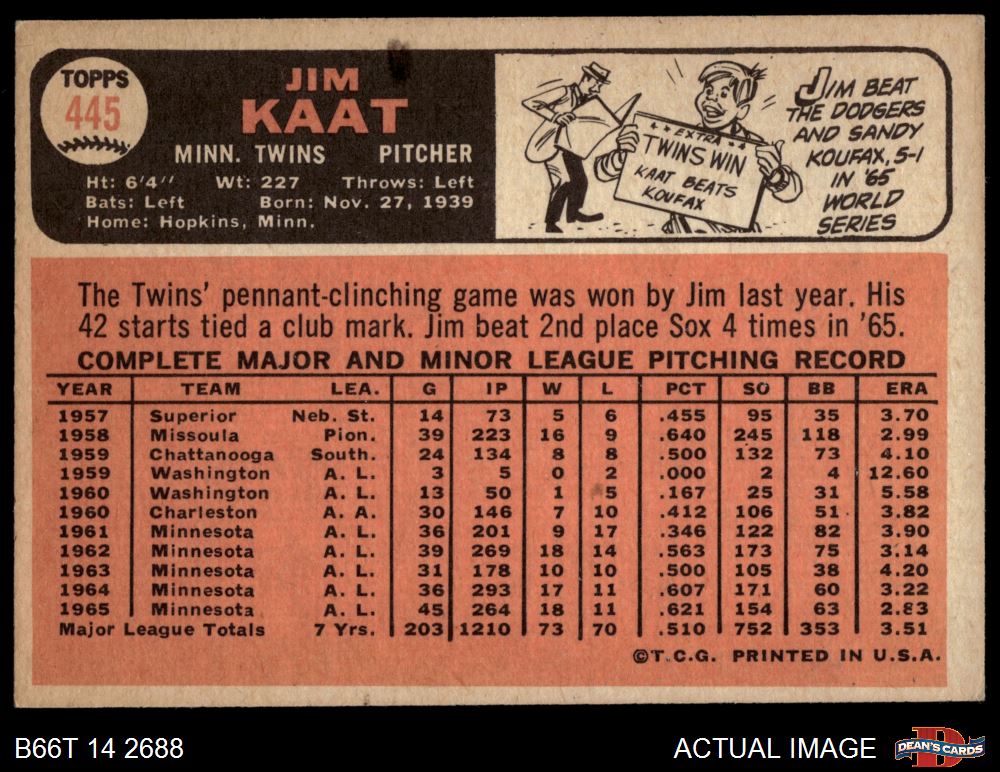 TOPPS
445
JIM
KAAT
MINN. TWINS PITCHER
Ht: 6'4" Wt: 227 Throws: Left
Bats: Left Born: Nov. 27, 1939
Home: Hopkins, Minn.
★★ EXTRA ★★
TWINS WIN
KAAT BEATS
KOUFAX
JIM BEAT
THE DODGERS
AND SANDY
KOUFAX, 5-1
IN '65
WORLD
SERIES
The Twins' pennant-clinching game was won by Jim last year. His
42 starts tied a club mark. Jim beat 2nd place Sox 4 times in '65.
COMPLETE MAJOR AND MINOR LEAGUE PITCHING RECORD
YEAR TEAM LEA. G IP W L PCT SO BB ERA
1957 Superior Neb. St. 14 73 5 6 .455 95 35 3.70
1958 Missoula Pion. 39 223 16 9 .640 245 118 2.99
1959 Chattanooga South. 24 134 8 8 .500 132 73 4.10
1959 Washington A. L. 3 5 0 2 .000 2 4 12.60
1960 Washington A. L. 13 50 1 5 .167 25 31 5.58
1960 Charleston A. A. 30 146 7 10 .412 106 51 3.82
1961 Minnesota A. L. 36 201 9 17 .346 122 82 3.90
1962 Minnesota A. L. 39 269 18 14 .563 173 75 3.14
1963 Minnesota A. L. 31 178 10 10 .500 105 38 4.20
1964 Minnesota A. L. 36 293 17 11 .607 171 60 3.22
1965 Minnesota A. L. 45 264 18 11 .621 154 63 2.83
Major League Totals 7 Yrs. 203 1210 73 70 .510 752 353 3.51
©T.C.G. PRINTED IN U.S.A.
B66T 14 2688
ACTUAL IMAGE
DEAN'S CARDS